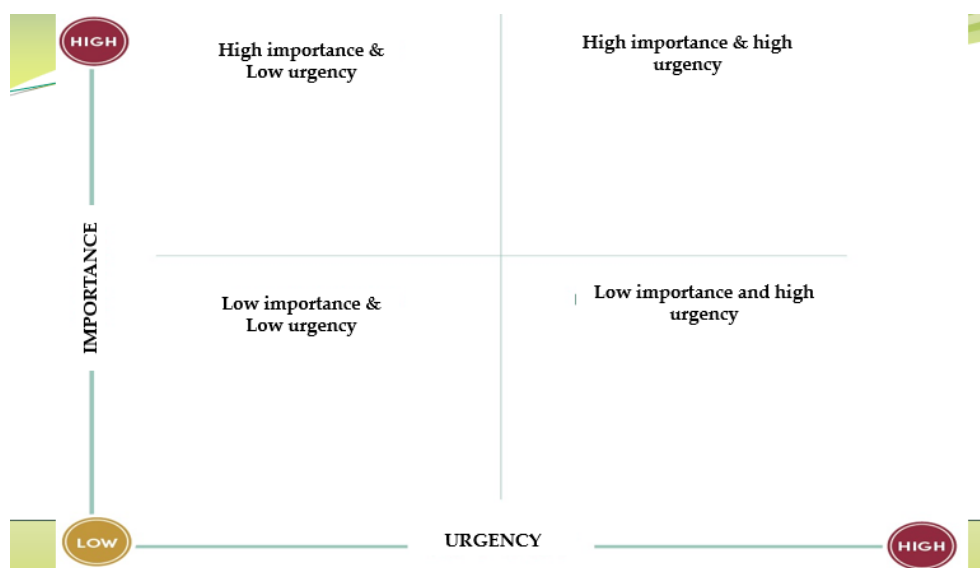 HIGH
High importance &
Low urgency
High importance & high
urgency
IMPORTANCE
Low importance &
Low urgency
Low importance and high
urgency
LOW
URGENCY
HIGH